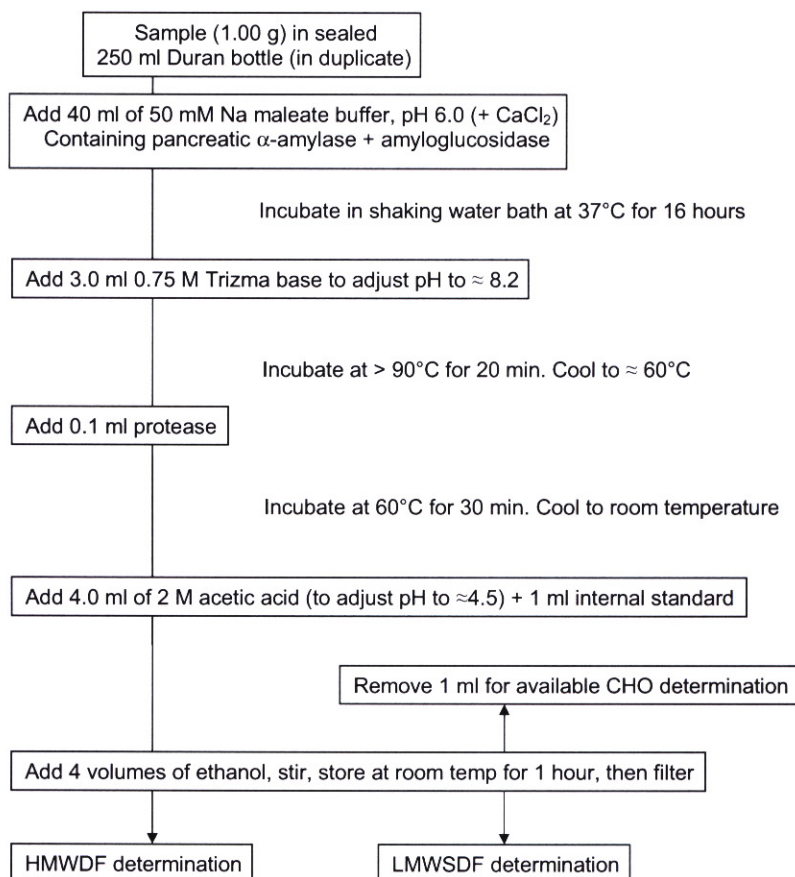 Sample (1.00 g) in sealed
250 ml Duran bottle (in duplicate)
Add 40 ml of 50 mM Na maleate buffer, pH 6.0 (+ CaCl₂)
Containing pancreatic α-amylase + amyloglucosidase
Incubate in shaking water bath at 37°C for 16 hours
Add 3.0 ml 0.75 M Trizma base to adjust pH to ≈ 8.2
Incubate at > 90°C for 20 min. Cool to ≈ 60°C
Add 0.1 ml protease
Incubate at 60°C for 30 min. Cool to room temperature
Add 4.0 ml of 2 M acetic acid (to adjust pH to ≈4.5) + 1 ml internal standard
Remove 1 ml for available CHO determination
Add 4 volumes of ethanol, stir, store at room temp for 1 hour, then filter
HMWDF determination
LMWSDF determination